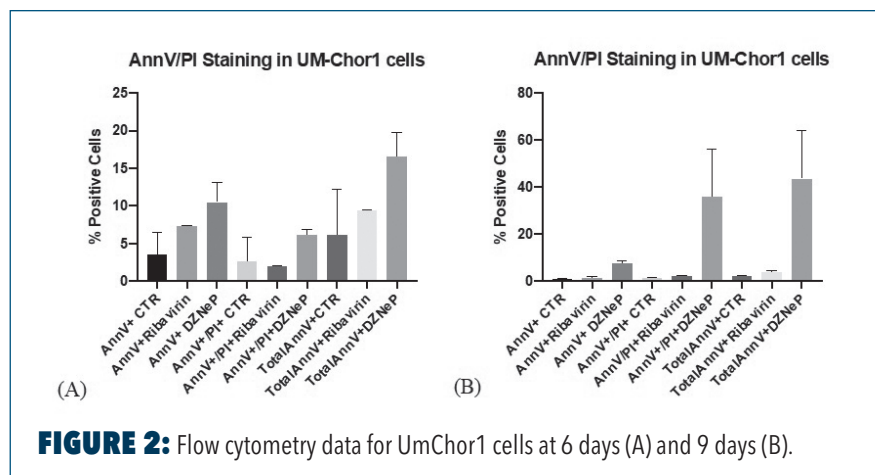 AnnV/PI Staining in UM-Chor1 cells
25
20
15
10
5
0
% Positive Cells
AnnV+ CTR
AnnV+Ribavirin
AnnV+ DZNeP
AnnV+/PI+ CTR
AnnV+/PI+Ribavirin
AnnV+/PI+DZNeP
TotalAnnV+CTR
TotalAnnV+Ribavirin
TotalAnnV+DZNeP
(A)
AnnV/PI Staining in UM-Chor1 cells
80
60
40
20
0
% Positive Cells
AnnV+ CTR
AnnV+Ribavirin
AnnV+ DZNeP
AnnV+/PI+ CTR
AnnV/PI+Ribavirin
AnnV+/PI+DZNeP
TotalAnnV+CTR
TotalAnnV+Ribavirin
TotalAnnV+DZNeP
(B)
FIGURE 2: Flow cytometry data for UmChor1 cells at 6 days (A) and 9 days (B).